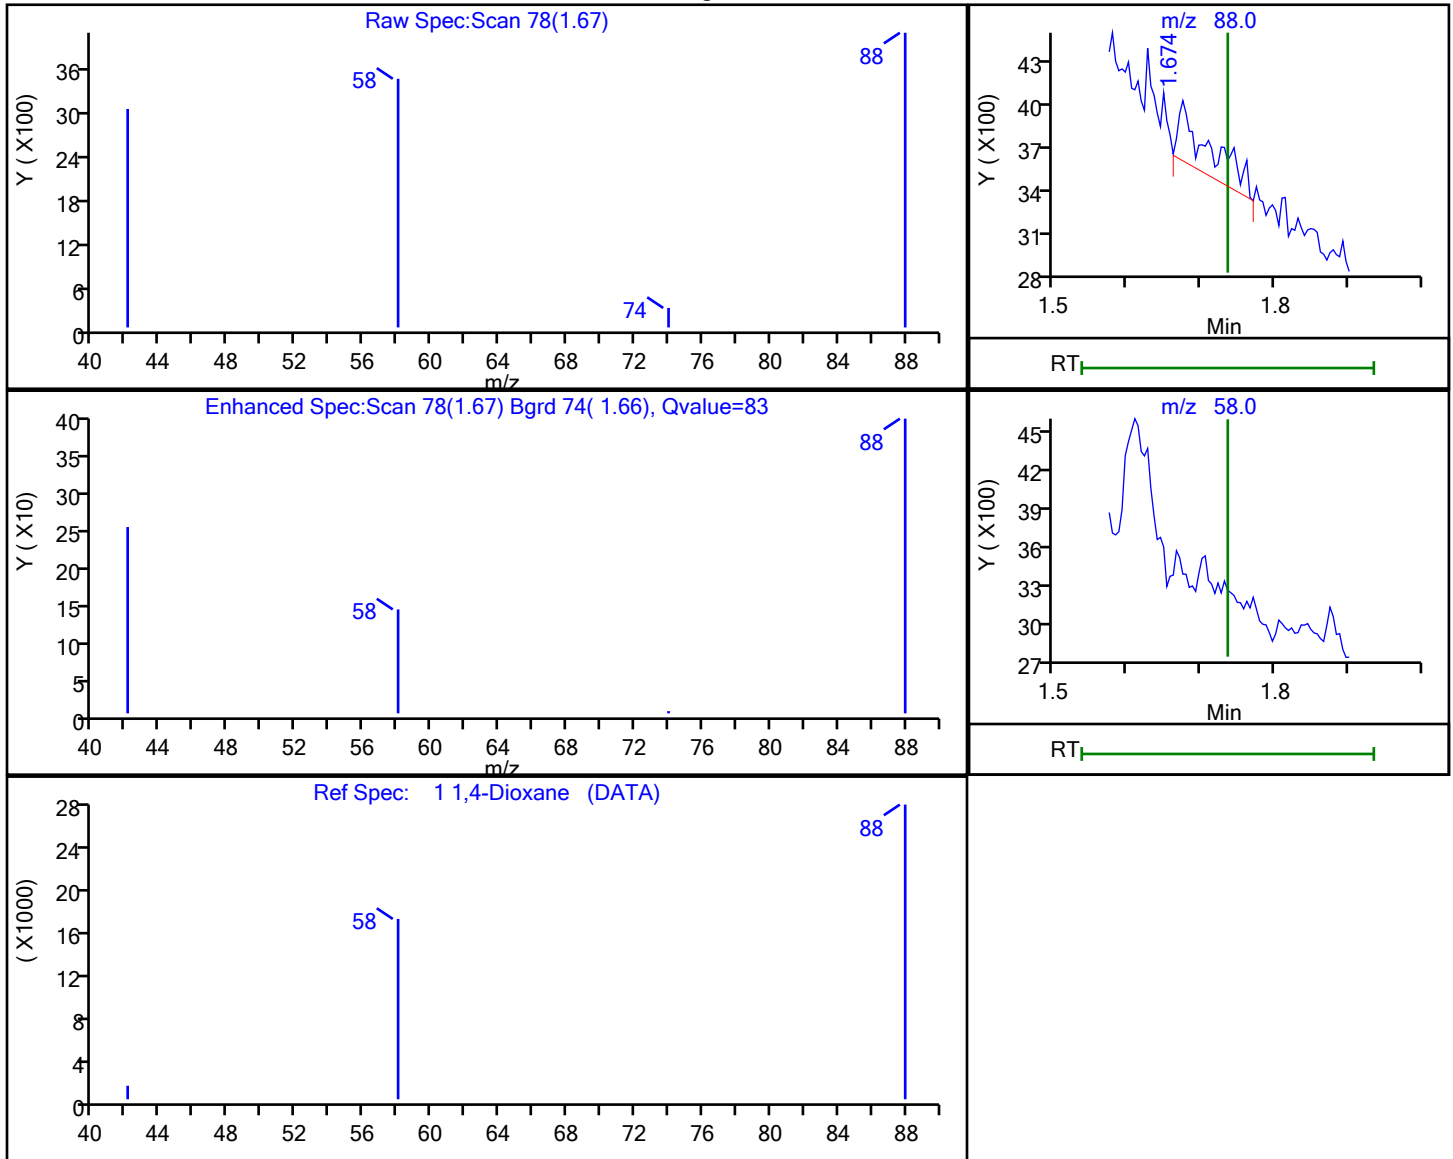 Raw Spec:Scan 78(1.67)
Y ( X100)
36
30
24
18
12
6
0
58
74
88
40 44 48 52 56 60 64 68 72 76 80 84 88
m/z
m/z 88.0
Y ( X100)
43
40
37
34
31
28
1.674
1.5 1.8
Min
RT
Enhanced Spec:Scan 78(1.67) Bgrd 74( 1.66), Qvalue=83
Y ( X10)
40
35
30
25
20
15
10
5
0
58
88
40 44 48 52 56 60 64 68 72 76 80 84 88
m/z
m/z 58.0
Y ( X100)
45
42
39
36
33
30
27
1.5 1.8
Min
RT
Ref Spec: 1 1,4-Dioxane (DATA)
( X1000)
28
24
20
16
12
8
4
0
58
88
40 44 48 52 56 60 64 68 72 76 80 84 88